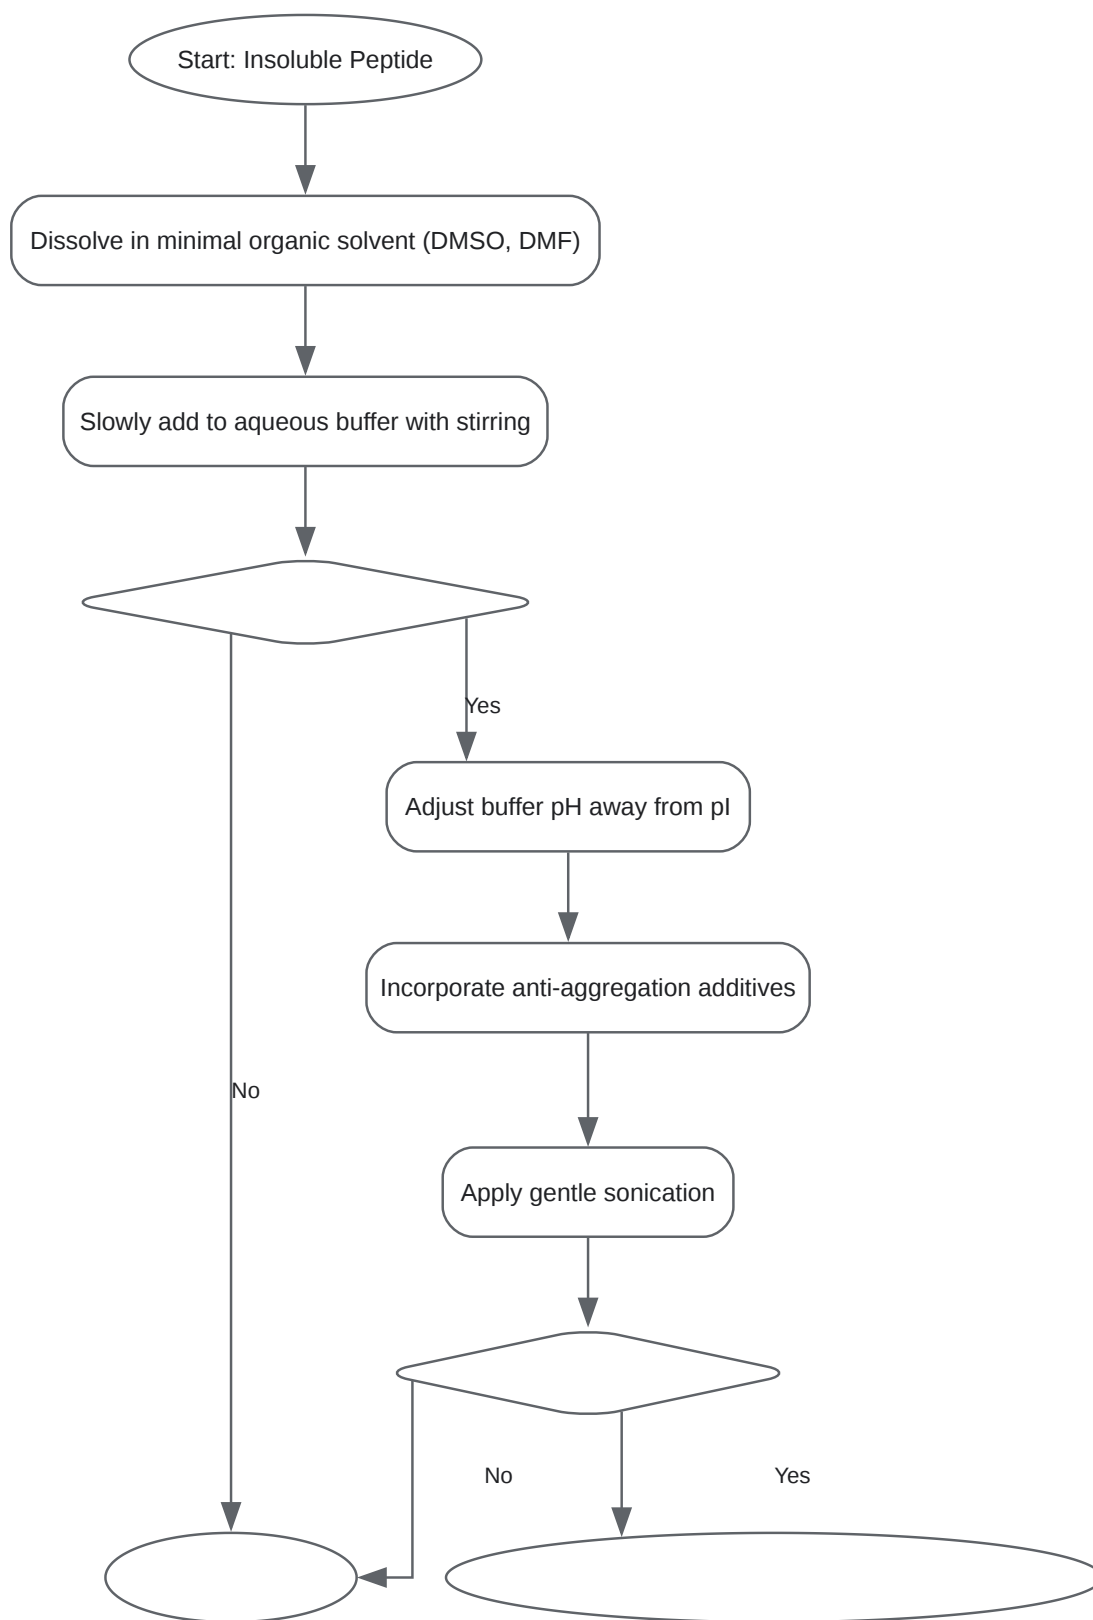 Start: Insoluble Peptide
Dissolve in minimal organic solvent (DMSO, DMF)
Slowly add to aqueous buffer with stirring
Yes
Adjust buffer pH away from pI
Incorporate anti-aggregation additives
No
Apply gentle sonication
No
Yes